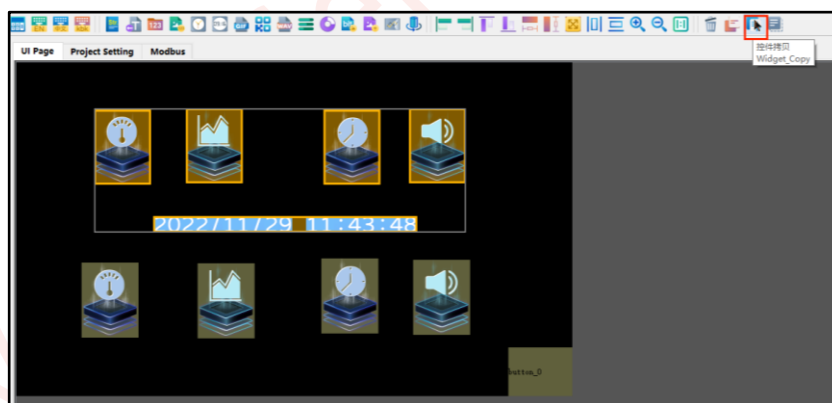 UI Page Project Setting Modbus
控件拷贝
Widget_Copy
2022/11/29 11:43:48
button_0